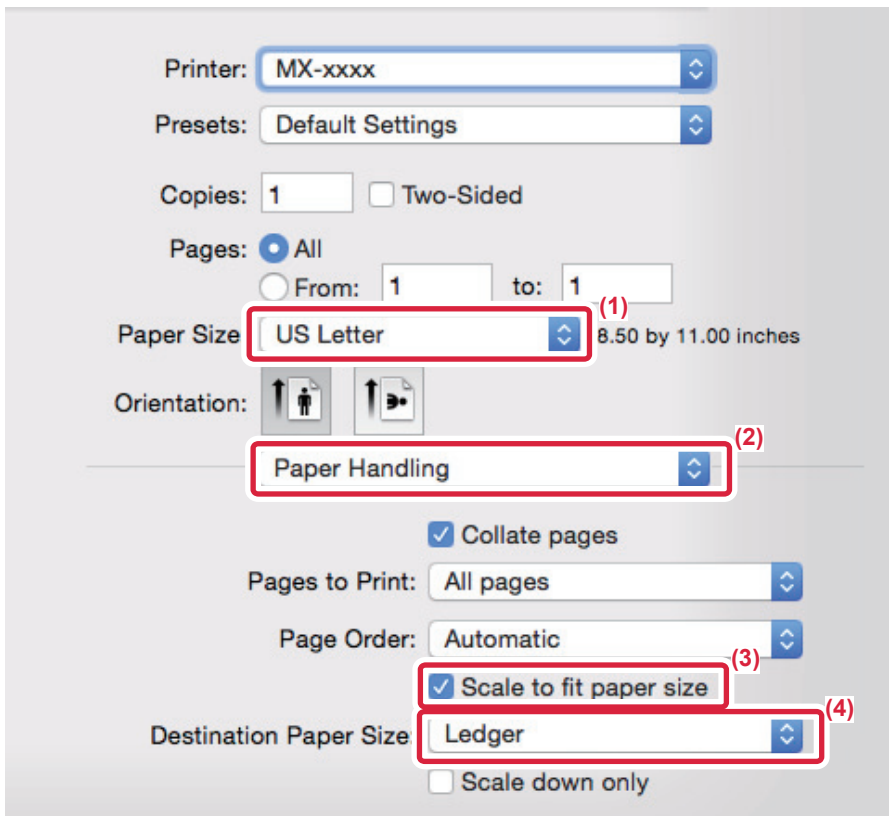 Printer: MX-xxxx
Presets: Default Settings
Copies: 1 Two-Sided
Pages: All
From: 1 to: 1
(1)
Paper Size US Letter 8.50 by 11.00 inches
Orientation:
(2)
Paper Handling
Collate pages
Pages to Print: All pages
Page Order: Automatic
(3)
Scale to fit paper size
(4)
Destination Paper Size: Ledger
Scale down only